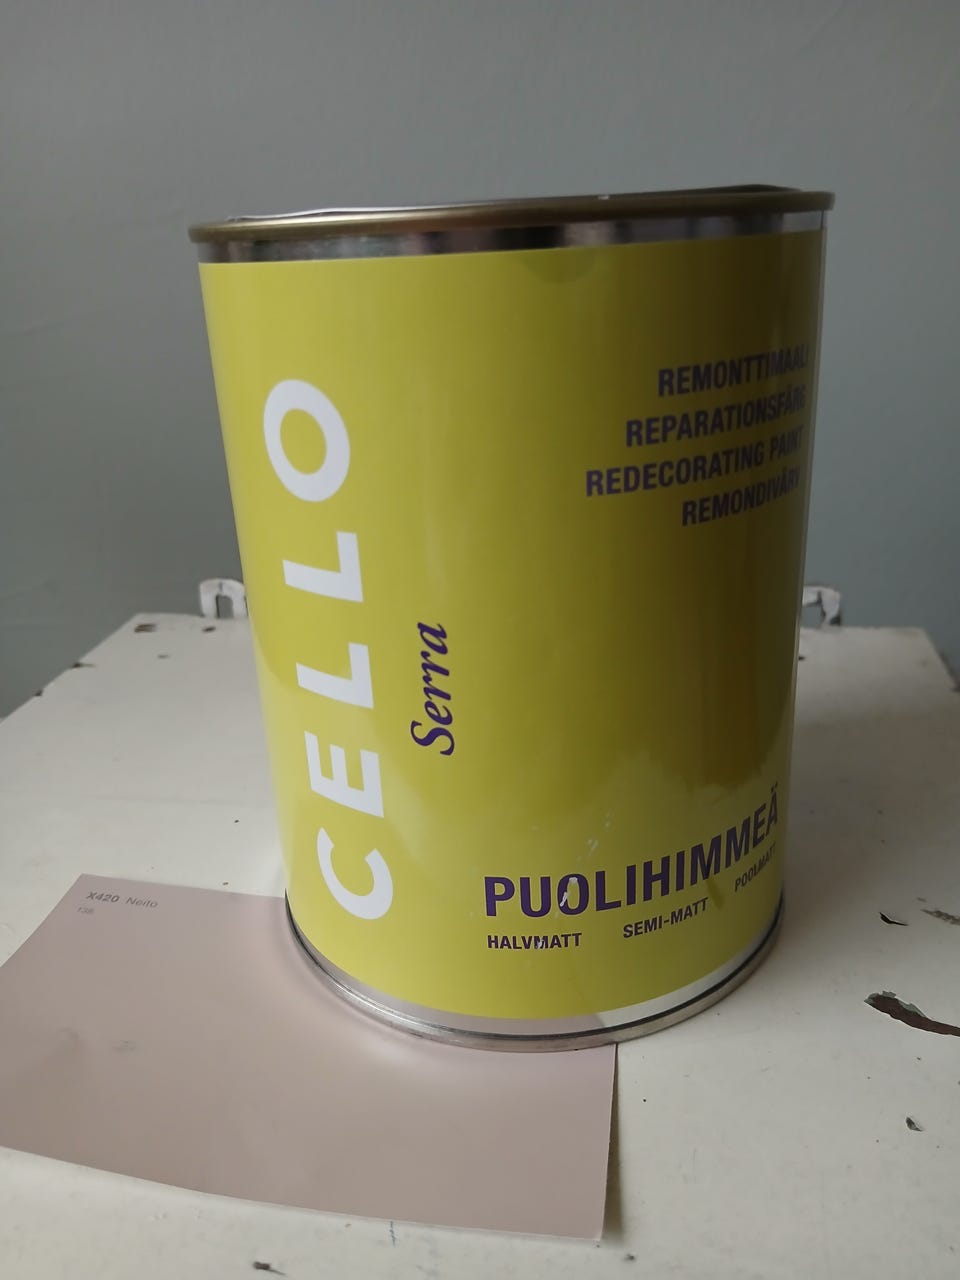 CELLO
Serra
REMONTTIMAALI
REPARATIONSFÄRG
REDECORATING PAINT
REMONDIVÄRV
PUOLIHIMMEÄ
HALVMATT SEMI-MATT POOLMATT
X420 Neito